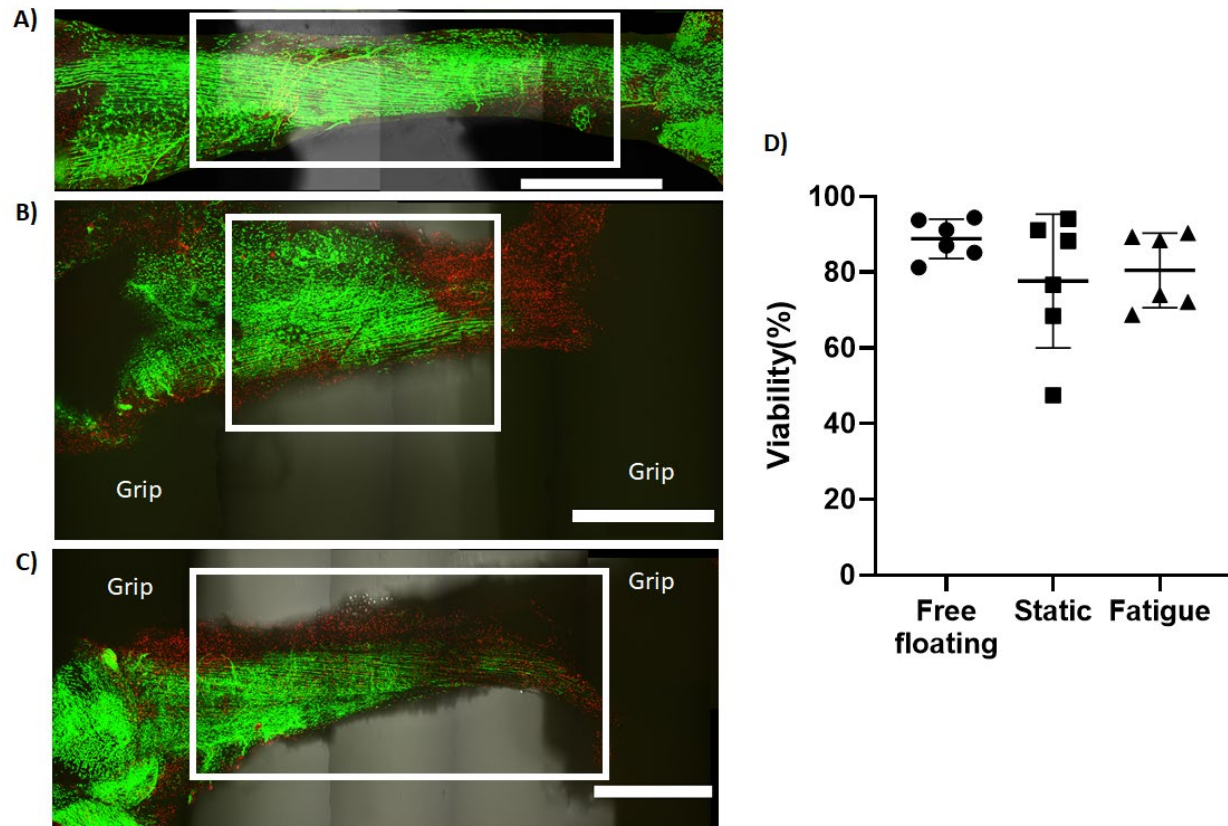 A)
B)
Grip
Grip
C)
Grip
Grip
D)
Viability(%)
100
80
60
40
20
0
Free
floating
Static
Fatigue